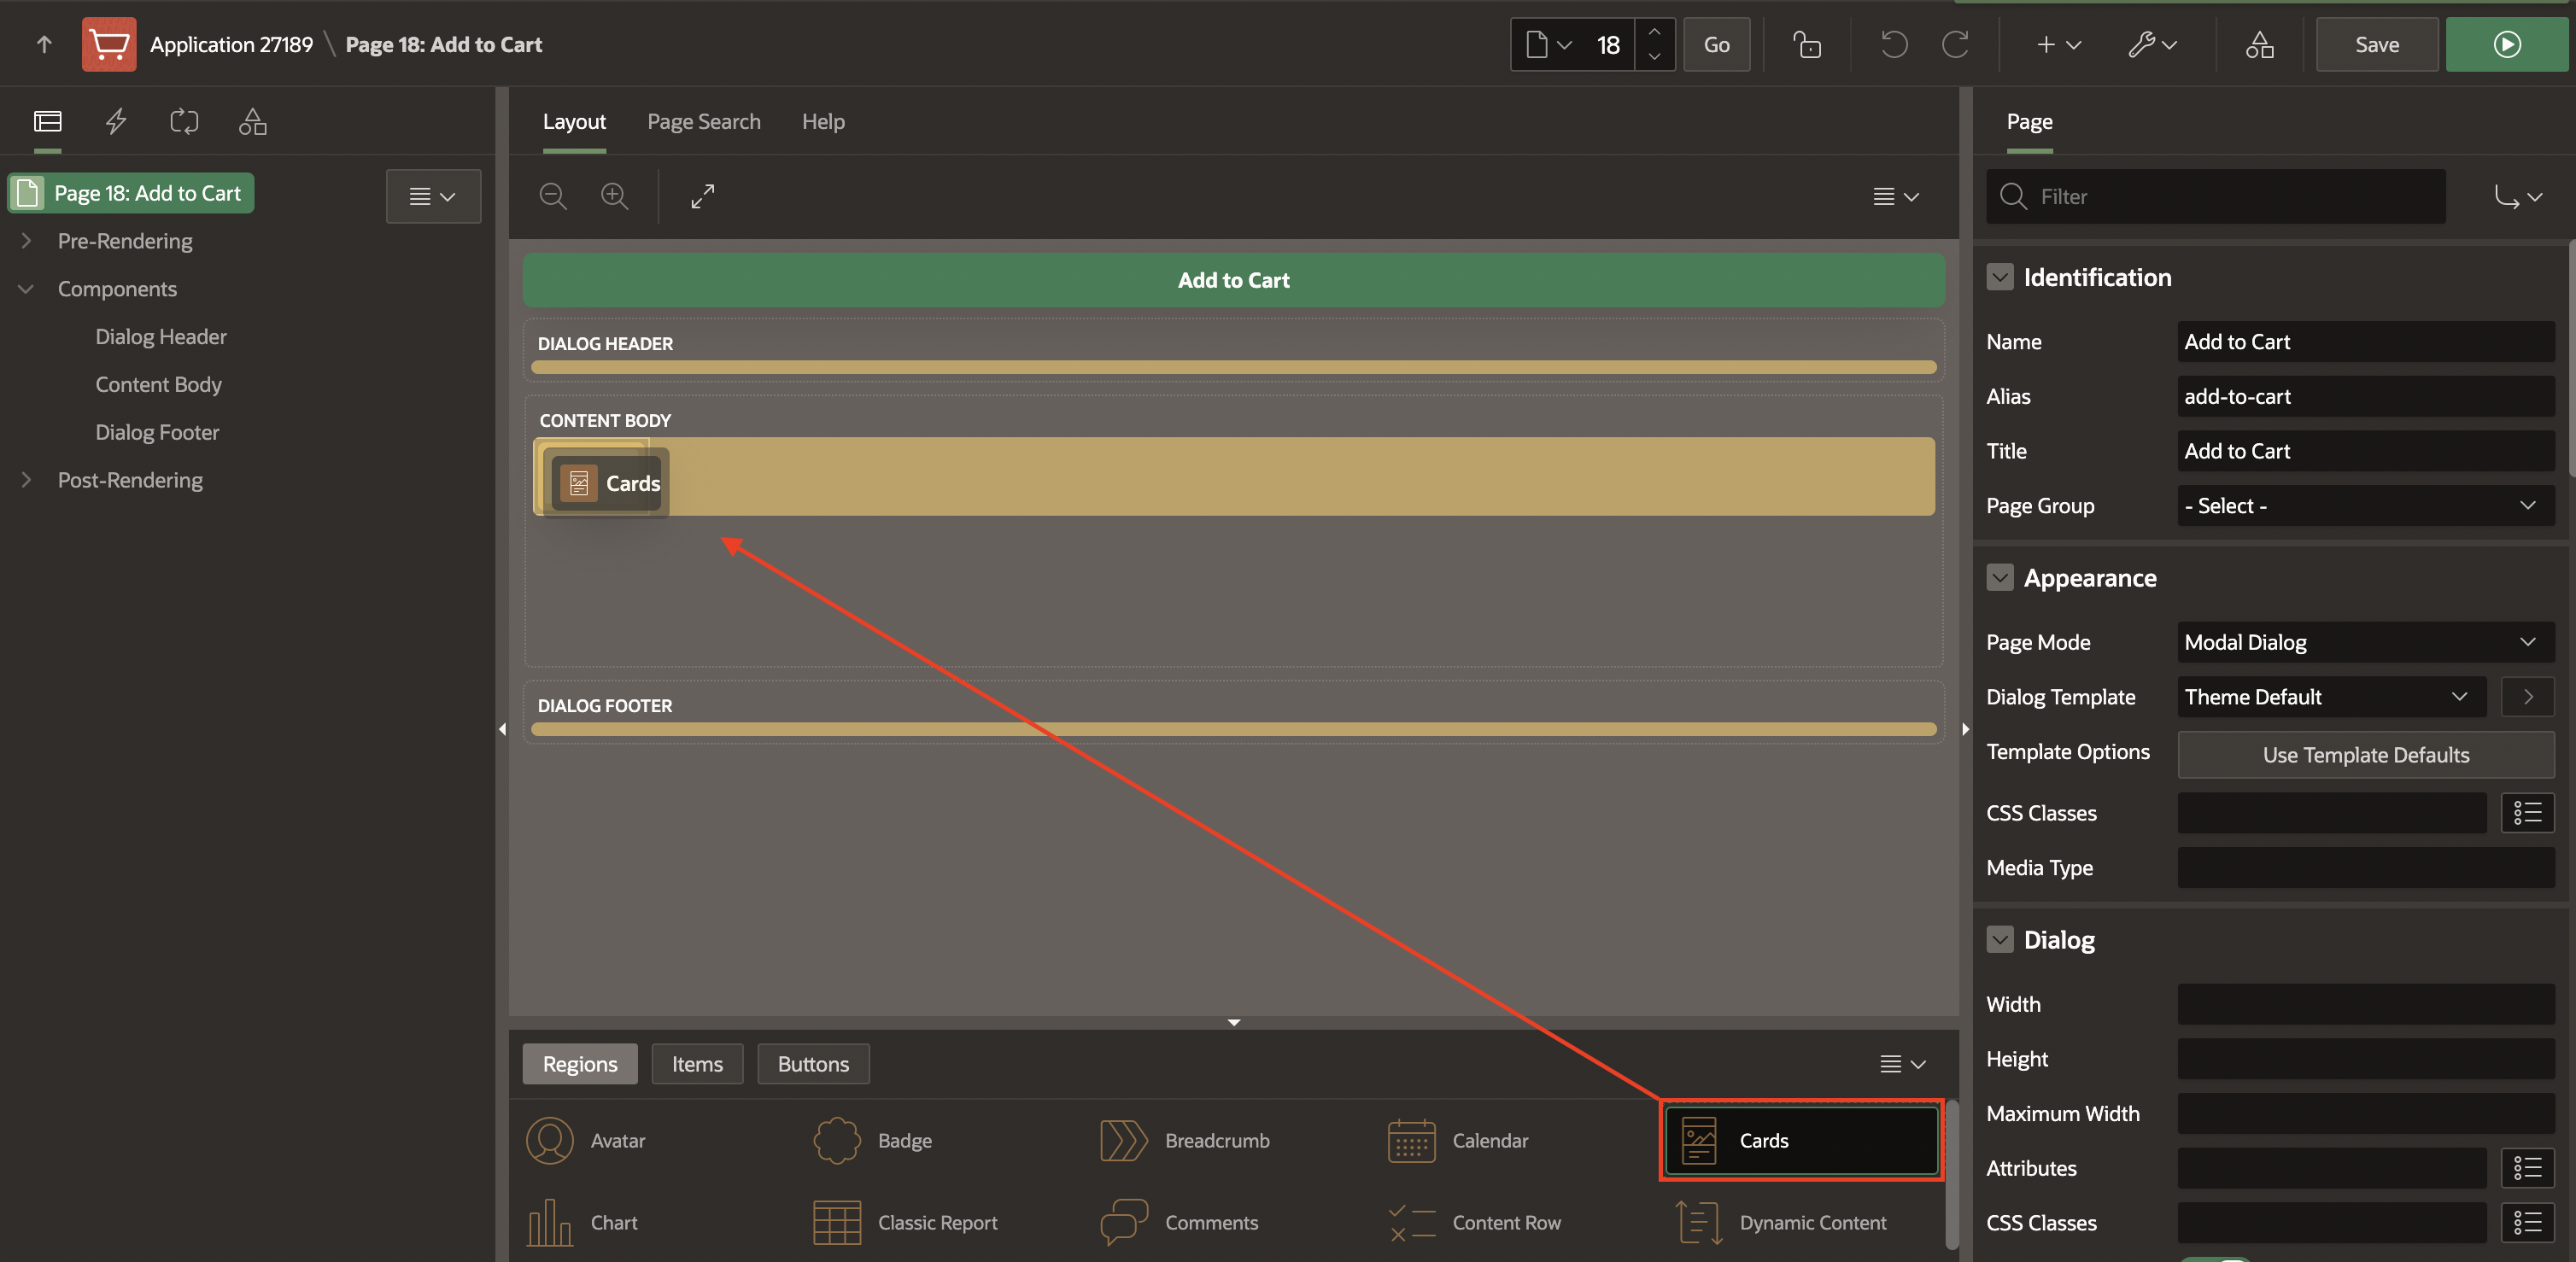 Application 27189 \ Page 18: Add to Cart
18
Go
Save
Page 18: Add to Cart
Pre-Rendering
Components
Dialog Header
Content Body
Dialog Footer
Post-Rendering
Layout
Page Search
Help
Add to Cart
DIALOG HEADER
CONTENT BODY
Cards
DIALOG FOOTER
Regions
Items
Buttons
Avatar
Badge
Breadcrumb
Calendar
Cards
Chart
Classic Report
Comments
Content Row
Dynamic Content
Page
Filter
Identification
Name
Add to Cart
Alias
add-to-cart
Title
Add to Cart
Page Group
- Select -
Appearance
Page Mode
Modal Dialog
Dialog Template
Theme Default
Template Options
Use Template Defaults
CSS Classes
Media Type
Dialog
Width
Height
Maximum Width
Attributes
CSS Classes